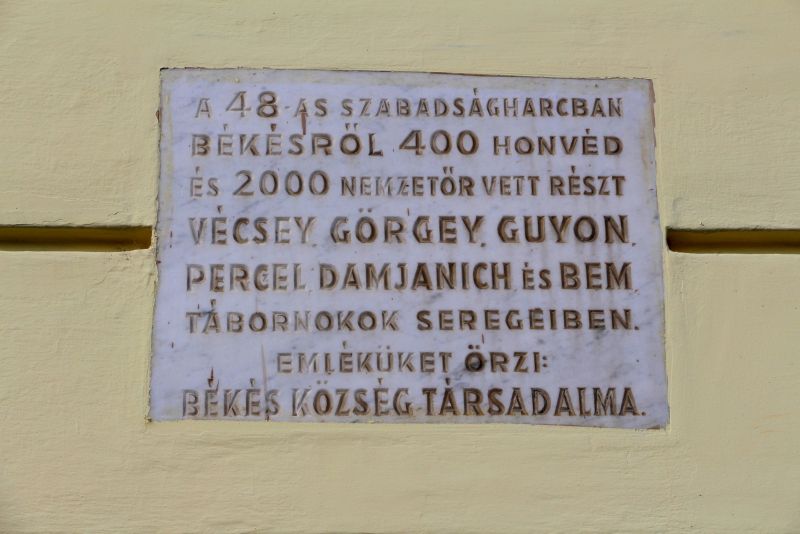 A 48-AS SZABADSÁGHARCBAN
BÉKÉSRŐL 400 HONVÉD
ÉS 2000 NEMZETŐR VETT RÉSZT
VÉCSEY, GÖRGEY, GUYON,
PERCEL, DAMJANICH ÉS BEM
TÁBORNOKOK SEREGEIBEN.
EMLÉKÜKET ŐRZI:
BÉKÉS KÖZSÉG TÁRSADALMA.